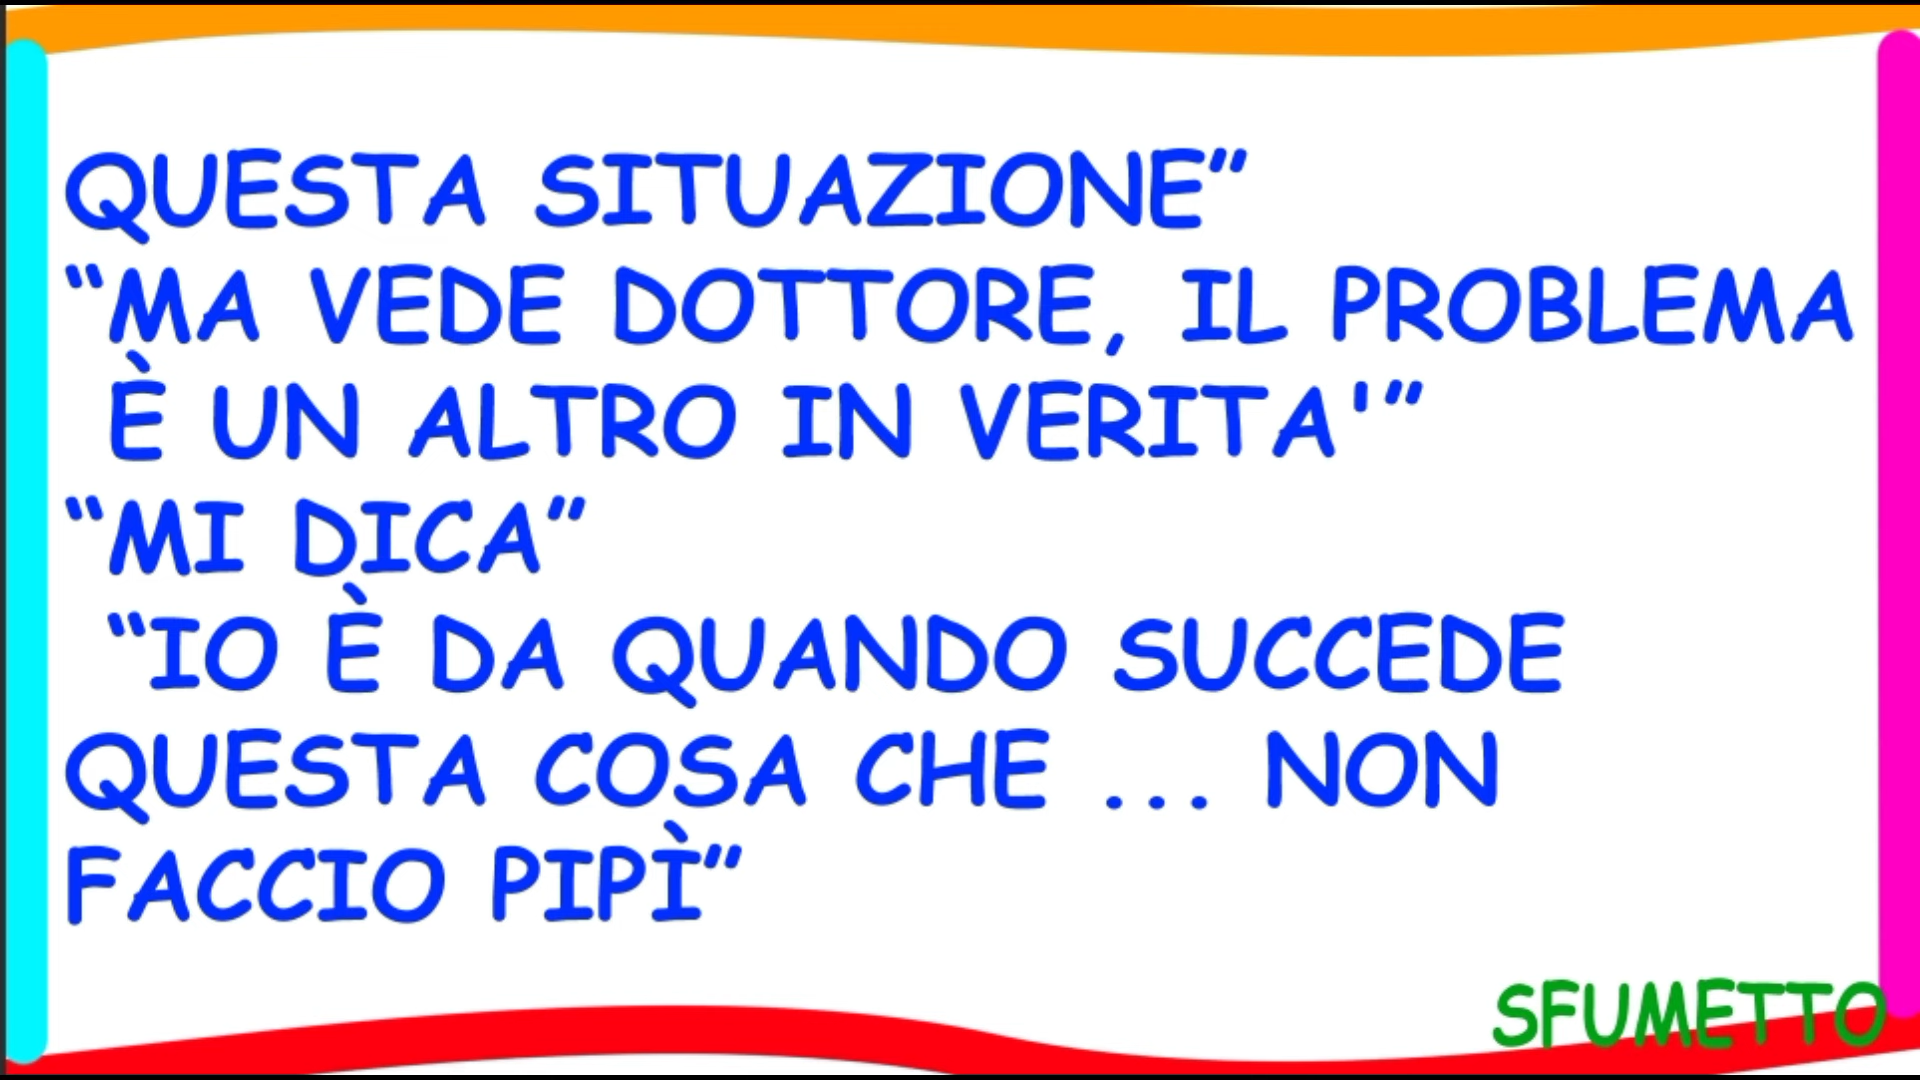 QUESTA SITUAZIONE”
“MA VEDE DOTTORE, IL PROBLEMA
È UN ALTRO IN VERITA'”
“MI DICA”
“IO È DA QUANDO SUCCEDE
QUESTA COSA CHE ... NON
FACCIO PIPÌ”
SFUMETTO